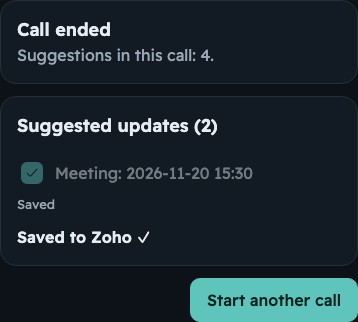 Call ended
Suggestions in this call: 4.
Suggested updates (2)
Meeting: 2026-11-20 15:30
Saved
Saved to Zoho ✓
Start another call